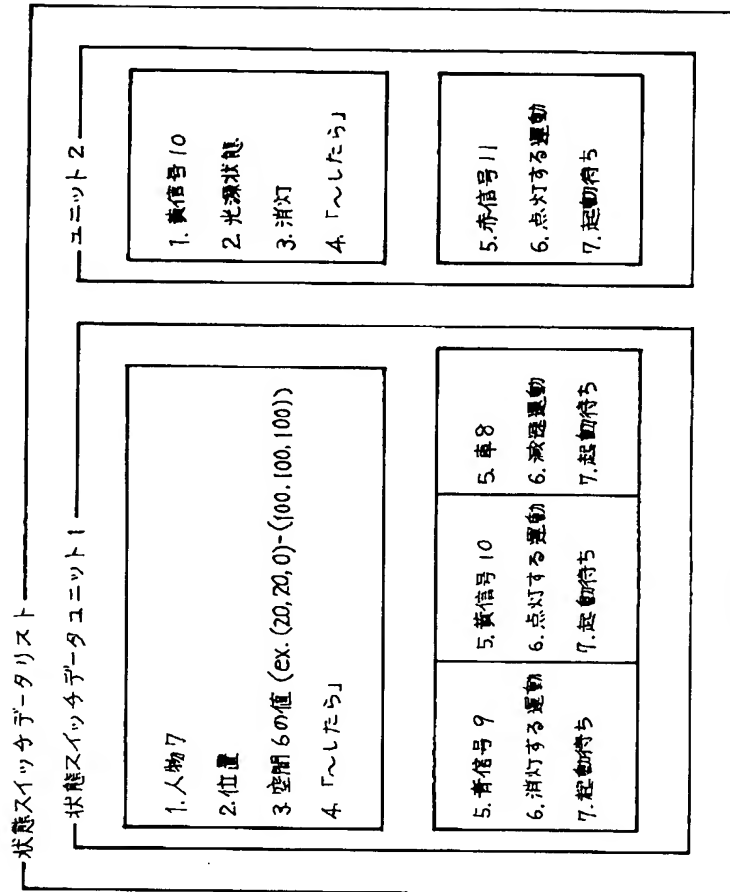 状態スイッチデータリスト
状態スイッチデータユニット1
1. 人物7
2. 位置
3. 空間6の値 (ex. (20, 20, 0)-(100, 100, 100))
4. 「〜したら」
5. 青信号9
6. 消灯する運動
7. 起動待ち
5. 黄信号10
6. 点灯する運動
7. 起動待ち
5. 車8
6. 減速運動
7. 起動待ち
ユニット2
1. 黄信号10
2. 光源状態
3. 消灯
4. 「〜したら」
5. 赤信号11
6. 点灯する運動
7. 起動待ち